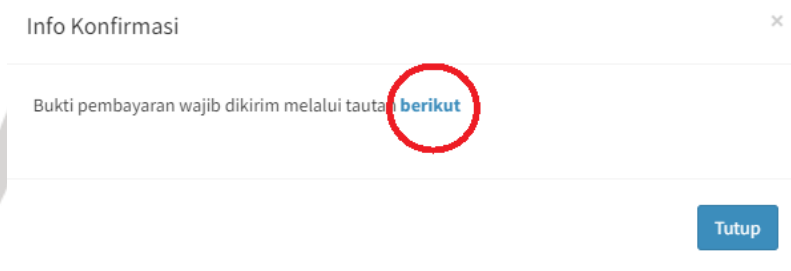 Info Konfirmasi
×
Bukti pembayaran wajib dikirim melalui tautan berikut
Tutup